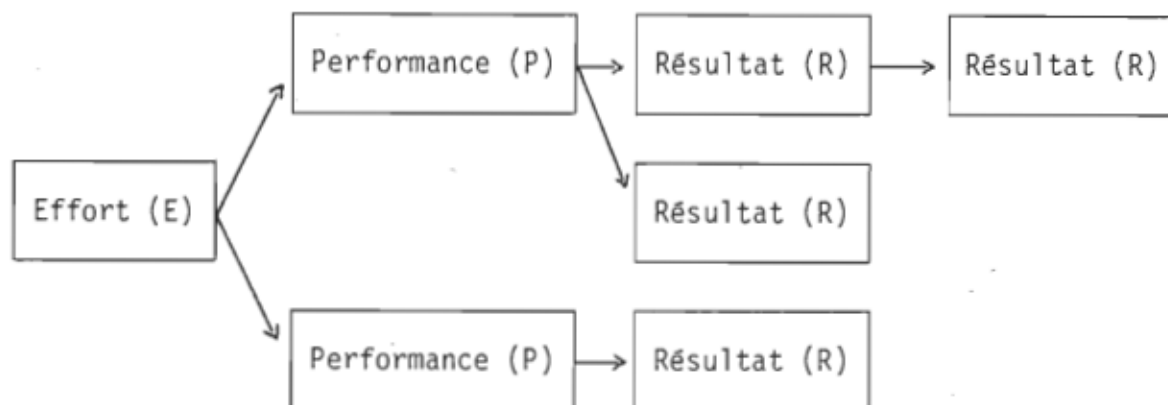 Performance (P) Résultat (R) Résultat (R)
Effort (E) Résultat (R)
Performance (P) Résultat (R)